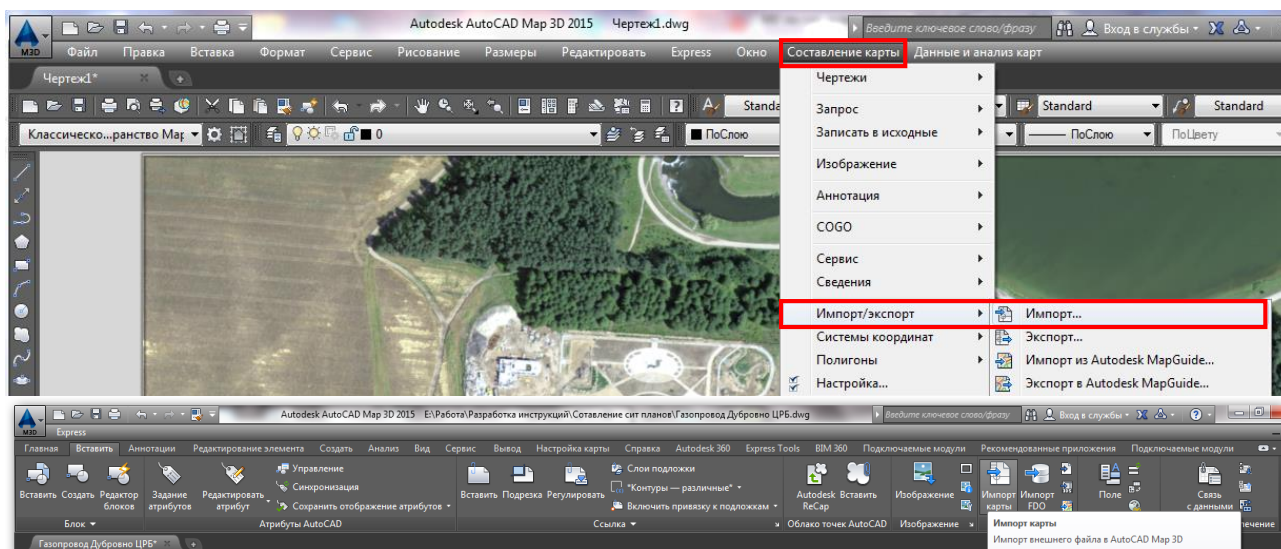 Autodesk AutoCAD Map 3D 2015 Чертеж1.dwg Введите ключевое слово/фразу Вход в службы
M3D Файл Правка Вставка Формат Сервис Рисование Размеры Редактировать Express Окно Составление карты Данные и анализ карт
Чертеж1*
Чертежи
Standa Standard Standard
Запрос
Классическо...ранство Мар 0 ПоСлою ПоСлою ПоЦвету
Записать в исходные
Изображение
Аннотация
COGO
Сервис
Сведения
Импорт/экспорт Импорт...
Системы координат Экспорт...
Полигоны Импорт из Autodesk MapGuide...
Настройка... Экспорт в Autodesk MapGuide...
Autodesk AutoCAD Map 3D 2015 E:\Работа\Разработка инструкций\Сотавление сит планов\Газопровод Дубровно ЦРБ.dwg Введите ключевое слово/фразу Вход в службы
M3D Express
Главная Вставить Аннотации Редактирование элемента Создать Анализ Вид Сервис Вывод Настройка карты Справка Autodesk 360 Express Tools BIM 360 Подключаемые модули Рекомендованные приложения Подключаемые модули
Управление Слои подложки
Синхронизация *Контуры — различные*
Вставить Создать Редактор блоков Задание атрибутов Редактировать атрибут Сохранить отображение атрибутов Вставить Подрезка Регулировать Включить привязку к подложкам Autodesk ReCap Вставить Изображение Импорт карты Импорт FDO Поле Связь с данными
Блок Атрибуты AutoCAD Ссылка Облако точек AutoCAD Изображение Импорт карты
Газопровод Дубровно ЦРБ* Импорт внешнего файла в AutoCAD Map 3D